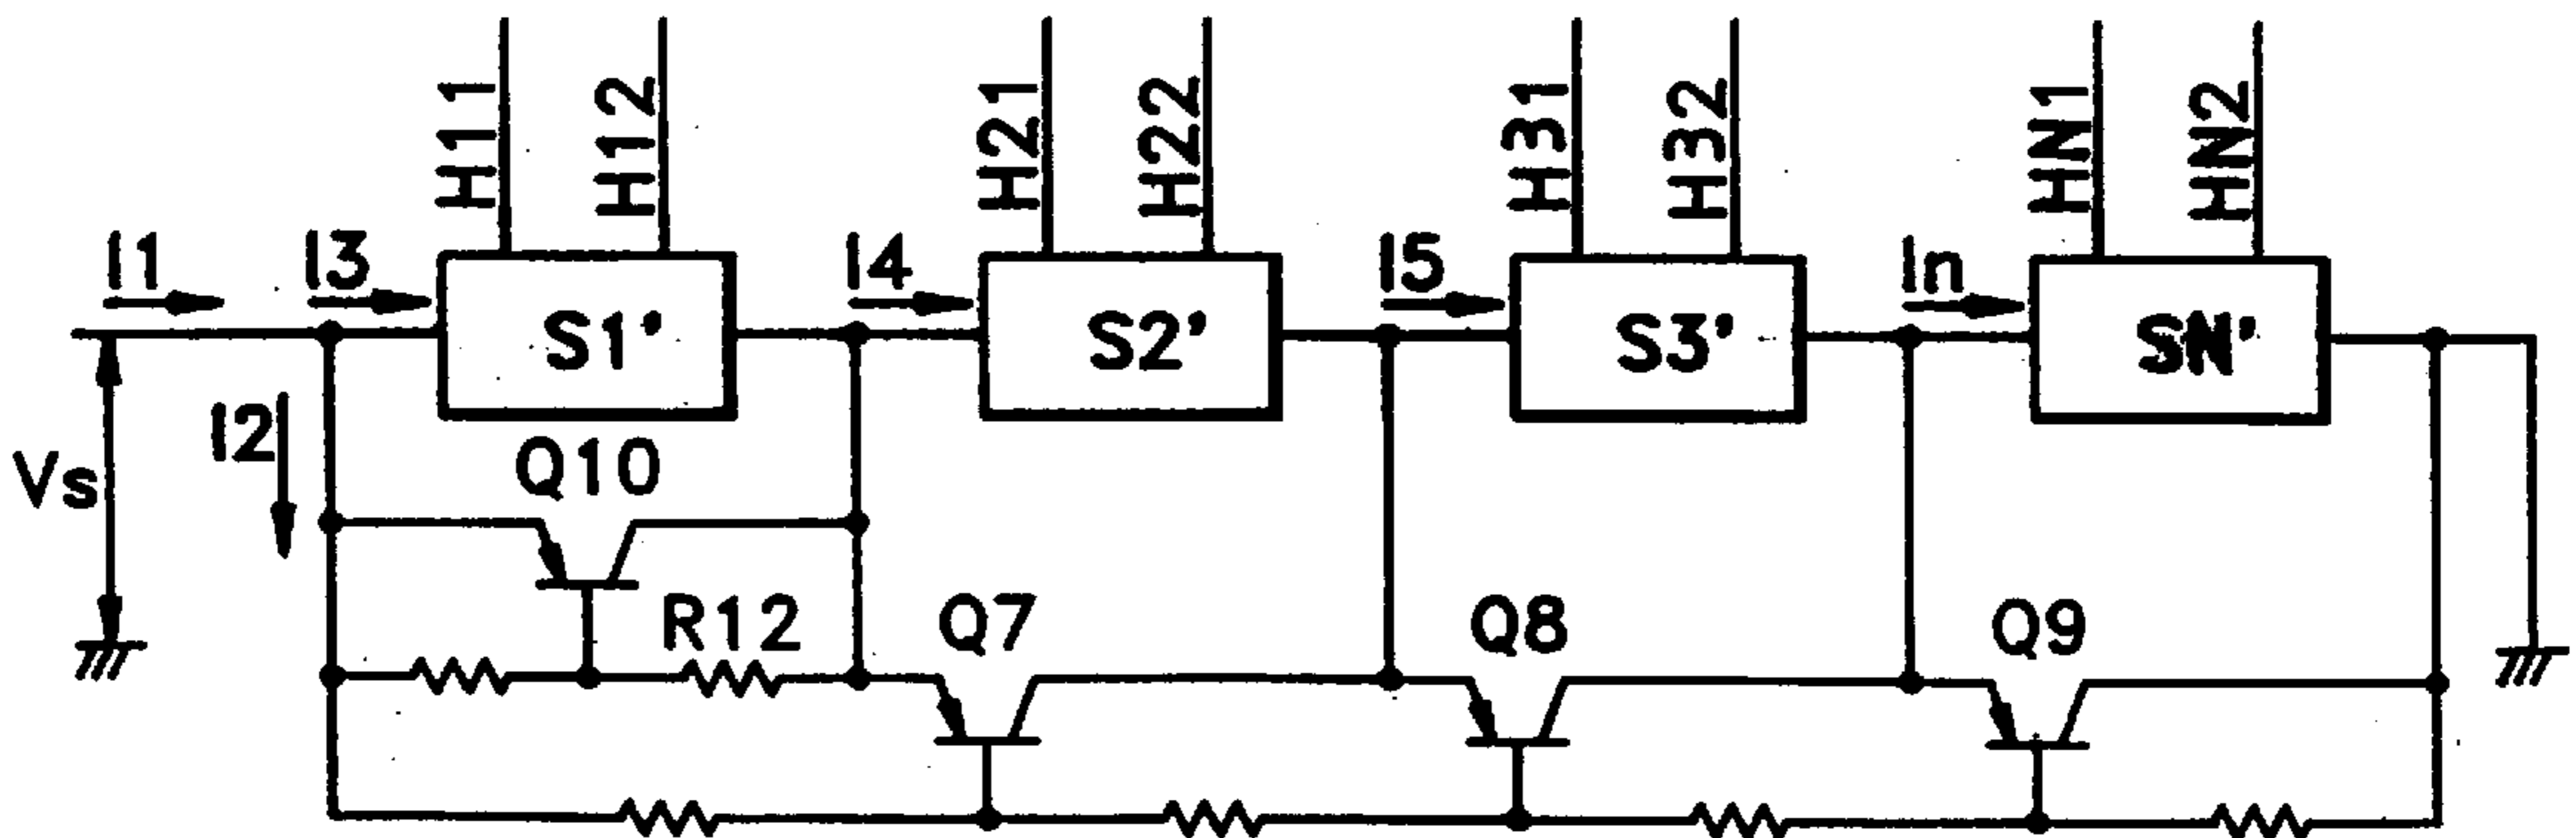 H11
H12
H21
H22
H31
H32
HN1
HN2
I1
I3
I4
I5
In
S1'
S2'
S3'
SN'
I2
Vs
Q10
R12
Q7
Q8
Q9